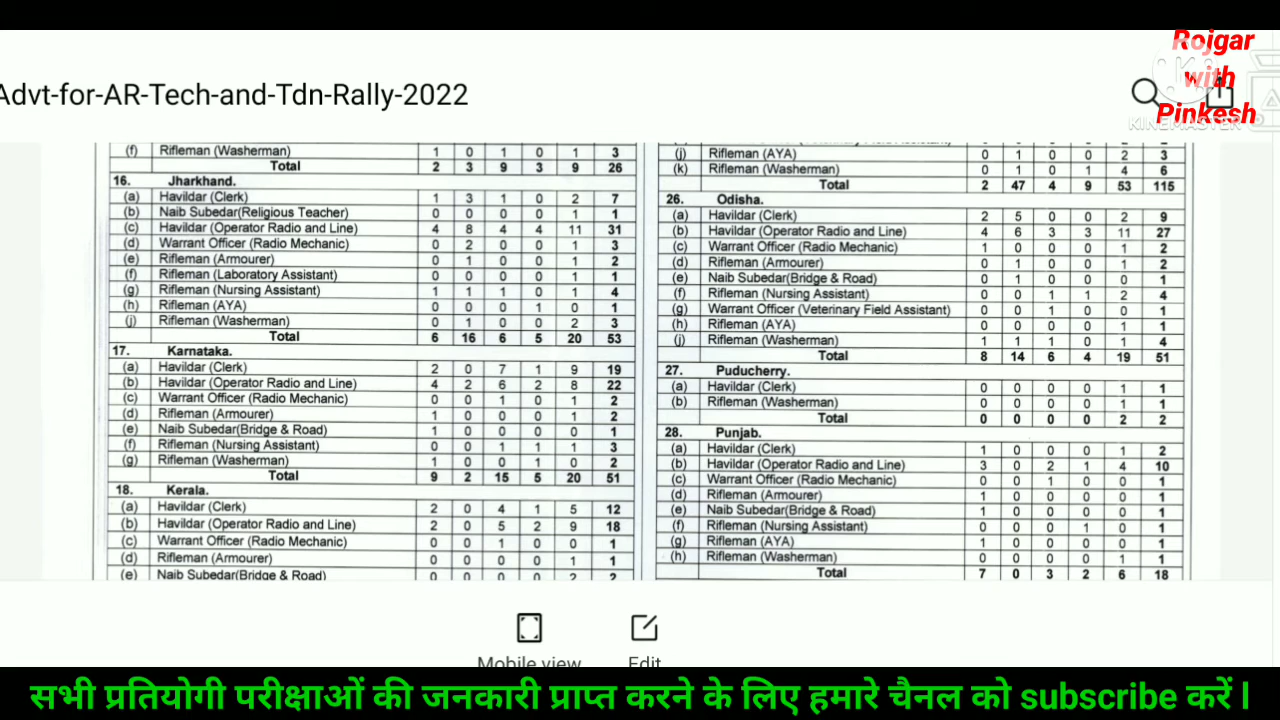 Rojgar
with
Pinkesh
KINEMASTER
Advt-for-AR-Tech-and-Tdn-Rally-2022
(f) Rifleman (Washerman) 1 0 1 0 1 3
Total 2 3 9 3 9 26
16. Jharkhand.
(a) Havildar (Clerk) 1 3 1 0 2 7
(b) Naib Subedar(Religious Teacher) 0 0 0 0 1 1
(c) Havildar (Operator Radio and Line) 4 8 4 4 11 31
(d) Warrant Officer (Radio Mechanic) 0 2 0 0 1 3
(e) Rifleman (Armourer) 0 1 0 0 1 2
(f) Rifleman (Laboratory Assistant) 0 0 0 0 1 1
(g) Rifleman (Nursing Assistant) 1 1 1 0 1 4
(h) Rifleman (AYA) 0 0 0 1 0 1
(j) Rifleman (Washerman) 0 1 0 0 2 3
Total 6 16 6 5 20 53
17. Karnataka.
(a) Havildar (Clerk) 2 0 7 1 9 19
(b) Havildar (Operator Radio and Line) 4 2 6 2 8 22
(c) Warrant Officer (Radio Mechanic) 0 0 1 0 1 2
(d) Rifleman (Armourer) 1 0 0 0 1 2
(e) Naib Subedar(Bridge & Road) 1 0 0 0 0 1
(f) Rifleman (Nursing Assistant) 0 0 1 1 1 3
(g) Rifleman (Washerman) 1 0 0 1 0 2
Total 9 2 15 5 20 51
18. Kerala.
(a) Havildar (Clerk) 2 0 4 1 5 12
(b) Havildar (Operator Radio and Line) 2 0 5 2 9 18
(c) Warrant Officer (Radio Mechanic) 0 0 1 0 0 1
(d) Rifleman (Armourer) 0 0 0 0 1 1
(e) Naib Subedar(Bridge & Road) 0 0 0 0 2 2
(j) Rifleman (AYA) 0 1 0 0 2 3
(k) Rifleman (Washerman) 0 1 0 1 4 6
Total 2 47 4 9 53 115
26. Odisha.
(a) Havildar (Clerk) 2 5 0 0 2 9
(b) Havildar (Operator Radio and Line) 4 6 3 3 11 27
(c) Warrant Officer (Radio Mechanic) 1 0 0 0 1 2
(d) Rifleman (Armourer) 0 1 0 0 1 2
(e) Naib Subedar(Bridge & Road) 0 1 0 0 0 1
(f) Rifleman (Nursing Assistant) 0 0 1 1 2 4
(g) Warrant Officer (Veterinary Field Assistant) 0 0 1 0 0 1
(h) Rifleman (AYA) 0 0 0 0 1 1
(j) Rifleman (Washerman) 1 1 1 0 1 4
Total 8 14 6 4 19 51
27. Puducherry.
(a) Havildar (Clerk) 0 0 0 0 1 1
(b) Rifleman (Washerman) 0 0 0 0 1 1
Total 0 0 0 0 2 2
28. Punjab.
(a) Havildar (Clerk) 1 0 0 0 1 2
(b) Havildar (Operator Radio and Line) 3 0 2 1 4 10
(c) Warrant Officer (Radio Mechanic) 0 0 1 0 0 1
(d) Rifleman (Armourer) 1 0 0 0 0 1
(e) Naib Subedar(Bridge & Road) 1 0 0 0 0 1
(f) Rifleman (Nursing Assistant) 0 0 0 1 0 1
(g) Rifleman (AYA) 1 0 0 0 0 1
(h) Rifleman (Washerman) 0 0 0 0 1 1
Total 7 0 3 2 6 18
Mobile view Edit
सभी प्रतियोगी परीक्षाओं की जानकारी प्राप्त करने के लिए हमारे चैनल को subscribe करें l